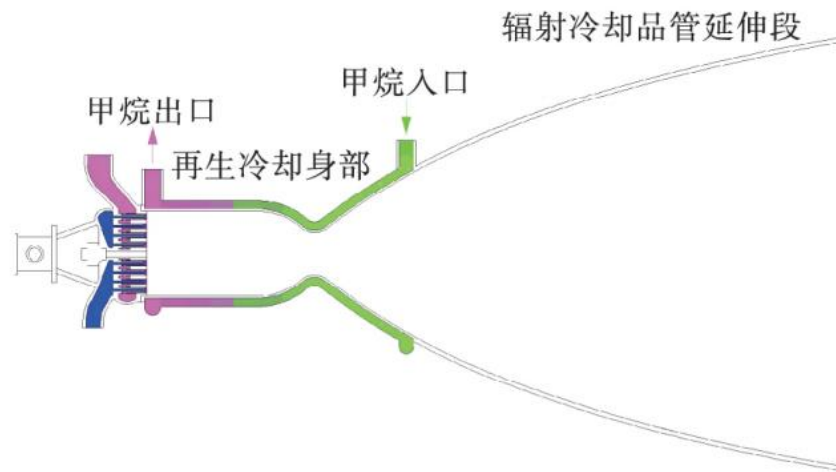 辐射冷却品管延伸段
甲烷入口
甲烷出口
再生冷却身部